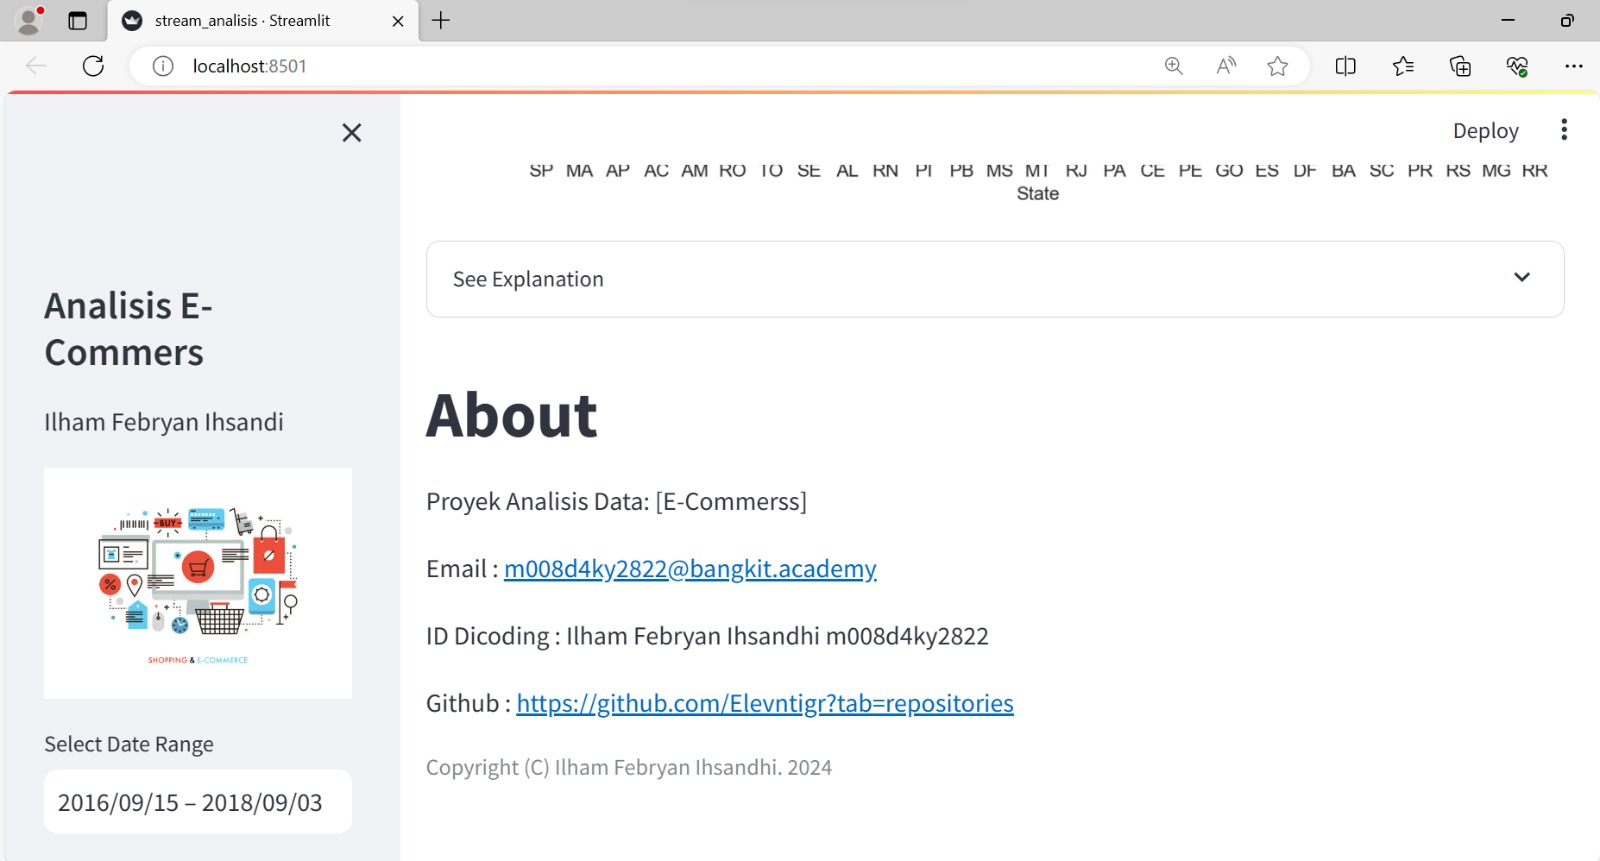 stream_analisis · Streamlit
localhost:8501
Deploy
SP MA AP AC AM RO TO SE AL RN PI PB MS MT RJ PA CE PE GO ES DF BA SC PR RS MG RR
State
See Explanation
Analisis E-
Commers
Ilham Febryan Ihsandi
BUY
SHOPPING & E-COMMERCE
Select Date Range
2016/09/15 – 2018/09/03
About
Proyek Analisis Data: [E-Commerss]
Email : m008d4ky2822@bangkit.academy
ID Dicoding : Ilham Febryan Ihsandhi m008d4ky2822
Github : https://github.com/Elevntigr?tab=repositories
Copyright (C) Ilham Febryan Ihsandhi. 2024